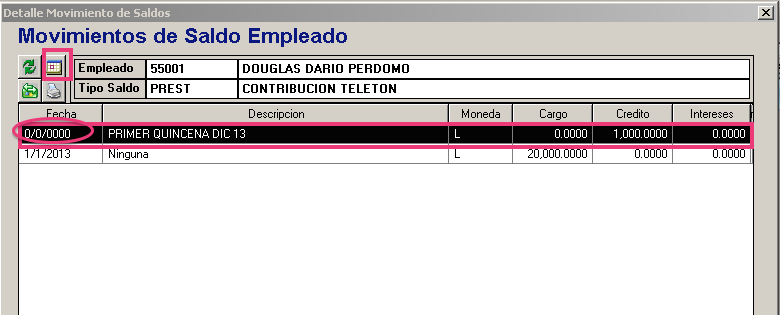 Detalle Movimiento de Saldos
Movimientos de Saldo Empleado
Empleado 55001 DOUGLAS DARIO PERDOMO
Tipo Saldo PREST CONTRIBUCION TELETON
Fecha Descripcion Moneda Cargo Credito Intereses
0/0/0000 PRIMER QUINCENA DIC 13 L 0.0000 1,000.0000 0.0000
1/1/2013 Ninguna L 20,000.0000 0.0000 0.0000